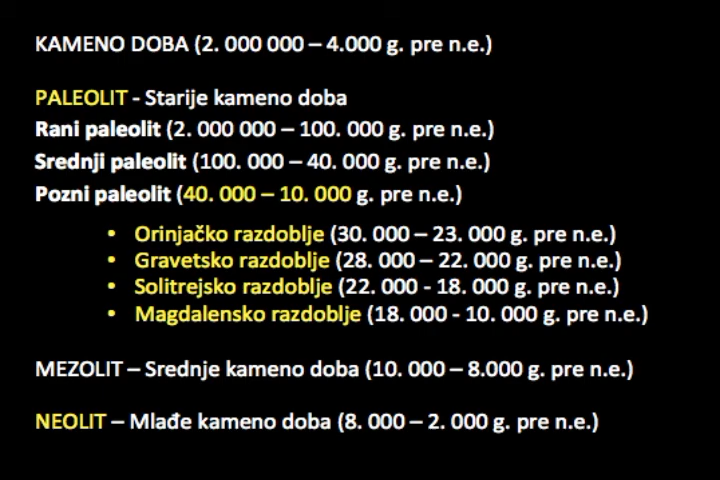 KAMENO DOBA (2. 000 000 – 4.000 g. pre n.e.)
PALEOLIT - Starije kameno doba
Rani paleolit (2. 000 000 – 100. 000 g. pre n.e.)
Srednji paleolit (100. 000 – 40. 000 g. pre n.e.)
Pozni paleolit (40. 000 – 10. 000 g. pre n.e.)
• Orinjačko razdoblje (30. 000 – 23. 000 g. pre n.e.)
• Gravetsko razdoblje (28. 000 – 22. 000 g. pre n.e.)
• Solitrejsko razdoblje (22. 000 - 18. 000 g. pre n.e.)
• Magdalensko razdoblje (18. 000 - 10. 000 g. pre n.e.)
MEZOLIT – Srednje kameno doba (10. 000 – 8.000 g. pre n.e.)
NEOLIT – Mlađe kameno doba (8. 000 – 2. 000 g. pre n.e.)